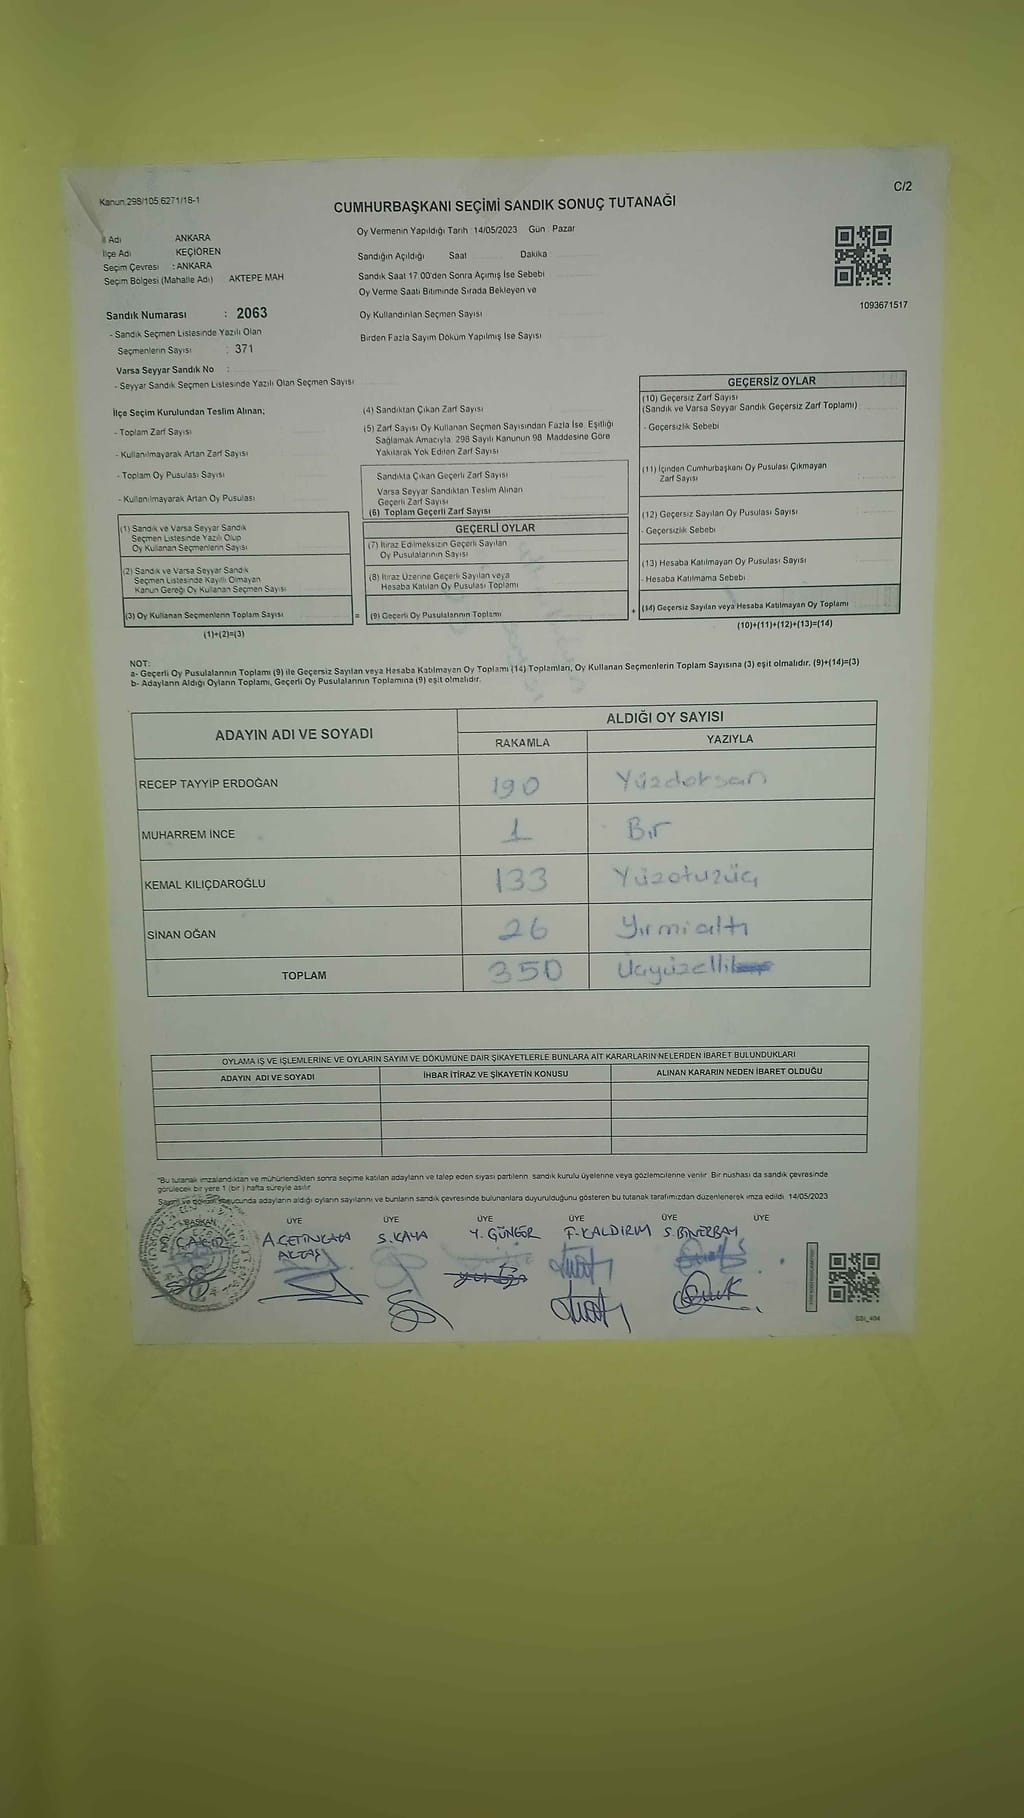 Kanun 298/105 6271/18-1
C/2
CUMHURBAŞKANI SEÇİMİ SANDIK SONUÇ TUTANAĞI
İl Adı ANKARA
İlçe Adı KEÇİÖREN
Seçim Çevresi : ANKARA
Seçim Bölgesi (Mahalle Adı) AKTEPE MAH
Oy Vermenin Yapıldığı Tarih 14/05/2023 Gün Pazar
Sandığın Açıldığı Saat Dakika
Sandık Saat 17 00'den Sonra Açımış İse Sebebi
Oy Verme Saati Bitiminde Sırada Bekleyen ve
Oy Kullandırılan Seçmen Sayısı
Birden Fazla Sayım Döküm Yapılmış İse Sayısı
1093671517
Sandık Numarası : 2063
- Sandık Seçmen Listesinde Yazılı Olan
Seçmenlerin Sayısı : 371
Varsa Seyyar Sandık No :
- Seyyar Sandık Seçmen Listesinde Yazılı Olan Seçmen Sayısı
İlçe Seçim Kurulundan Teslim Alınan;
- Toplam Zarf Sayısı
- Kullanılmayarak Artan Zarf Sayısı
- Toplam Oy Pusulası Sayısı
- Kullanılmayarak Artan Oy Pusulası
(1) Sandık ve Varsa Seyyar Sandık
Seçmen Listesinde Yazılı Olup
Oy Kullanan Seçmenlerin Sayısı
(2) Sandık ve Varsa Seyyar Sandık
Seçmen Listesinde Kayıtlı Olmayan
Kanun Gereği Oy Kullanan Seçmen Sayısı
(3) Oy Kullanan Seçmenlerin Toplam Sayısı
(1)+(2)=(3)
(4) Sandıktan Çıkan Zarf Sayısı
(5) Zarf Sayısı Oy Kullanan Seçmen Sayısından Fazla İse Eşitliği
Sağlamak Amacıyla 298 Sayılı Kanunun 98 Maddesine Göre
Yakılarak Yok Edilen Zarf Sayısı
Sandıkta Çıkan Geçerli Zarf Sayısı
Varsa Seyyar Sandıktan Teslim Alınan
Geçerli Zarf Sayısı
(6) Toplam Geçerli Zarf Sayısı
GEÇERLİ OYLAR
(7) İtiraz Edilmeksizin Geçerli Sayılan
Oy Pusulalarının Sayısı
(8) İtiraz Üzerine Geçerli Sayılan veya
Hesaba Katılan Oy Pusulası Toplamı
= (9) Geçerli Oy Pusulalarının Toplamı +
GEÇERSİZ OYLAR
(10) Geçersiz Zarf Sayısı
(Sandık ve Varsa Seyyar Sandık Geçersiz Zarf Toplamı)
- Geçersizlik Sebebi
(11) İçinden Cumhurbaşkanı Oy Pusulası Çıkmayan
Zarf Sayısı
(12) Geçersiz Sayılan Oy Pusulası Sayısı
- Geçersizlik Sebebi
(13) Hesaba Katılmayan Oy Pusulası Sayısı
- Hesaba Katılmama Sebebi
(14) Geçersiz Sayılan veya Hesaba Katılmayan Oy Toplamı
(10)+(11)+(12)+(13)=(14)
NOT:
a- Geçerli Oy Pusulalarının Toplamı (9) ile Geçersiz Sayılan veya Hesaba Katılmayan Oy Toplamı (14) Toplamları, Oy Kullanan Seçmenlerin Toplam Sayısına (3) eşit olmalıdır. (9)+(14)=(3)
b- Adayların Aldığı Oyların Toplamı, Geçerli Oy Pusulalarının Toplamına (9) eşit olmalıdır.
ADAYIN ADI VE SOYADI
ALDIĞI OY SAYISI
RAKAMLA YAZIYLA
RECEP TAYYİP ERDOĞAN 190 Yüzdoksan
MUHARREM İNCE 1 Bir
KEMAL KILIÇDAROĞLU 133 Yüzotuzüç
SİNAN OĞAN 26 Yirmialtı
TOPLAM 350 Üçyüzelli
OYLAMA İŞ VE İŞLEMLERİNE VE OYLARIN SAYIM VE DÖKÜMÜNE DAİR ŞİKAYETLERLE BUNLARA AİT KARARLARIN NELERDEN İBARET BULUNDUKLARI
ADAYIN ADI VE SOYADI İHBAR İTİRAZ VE ŞİKAYETİN KONUSU ALINAN KARARIN NEDEN İBARET OLDUĞU
"Bu tutanak imzalandıktan ve mühürlendikten sonra seçime katılan adayların ve talep eden siyasi partilerin sandık kurulu üyelerine veya gözlemcilerine verilir. Bir nushası da sandık çevresinde
görülecek bir yere 1 (bir) hafta süreyle asılır
Sayım ve döküm sonucunda adayların aldığı oyların sayılarını ve bunların sandık çevresinde bulunanlara duyurulduğunu gösteren bu tutanak tarafımızdan düzenlenerek imza edildi 14/05/2023
BAŞKAN ÜYE ÜYE ÜYE ÜYE ÜYE ÜYE
A.ÇETİNKAYA S.KAYA Y. GÜNGÖR F. KALDIRIM S.BİNERBAY
ALTAŞ